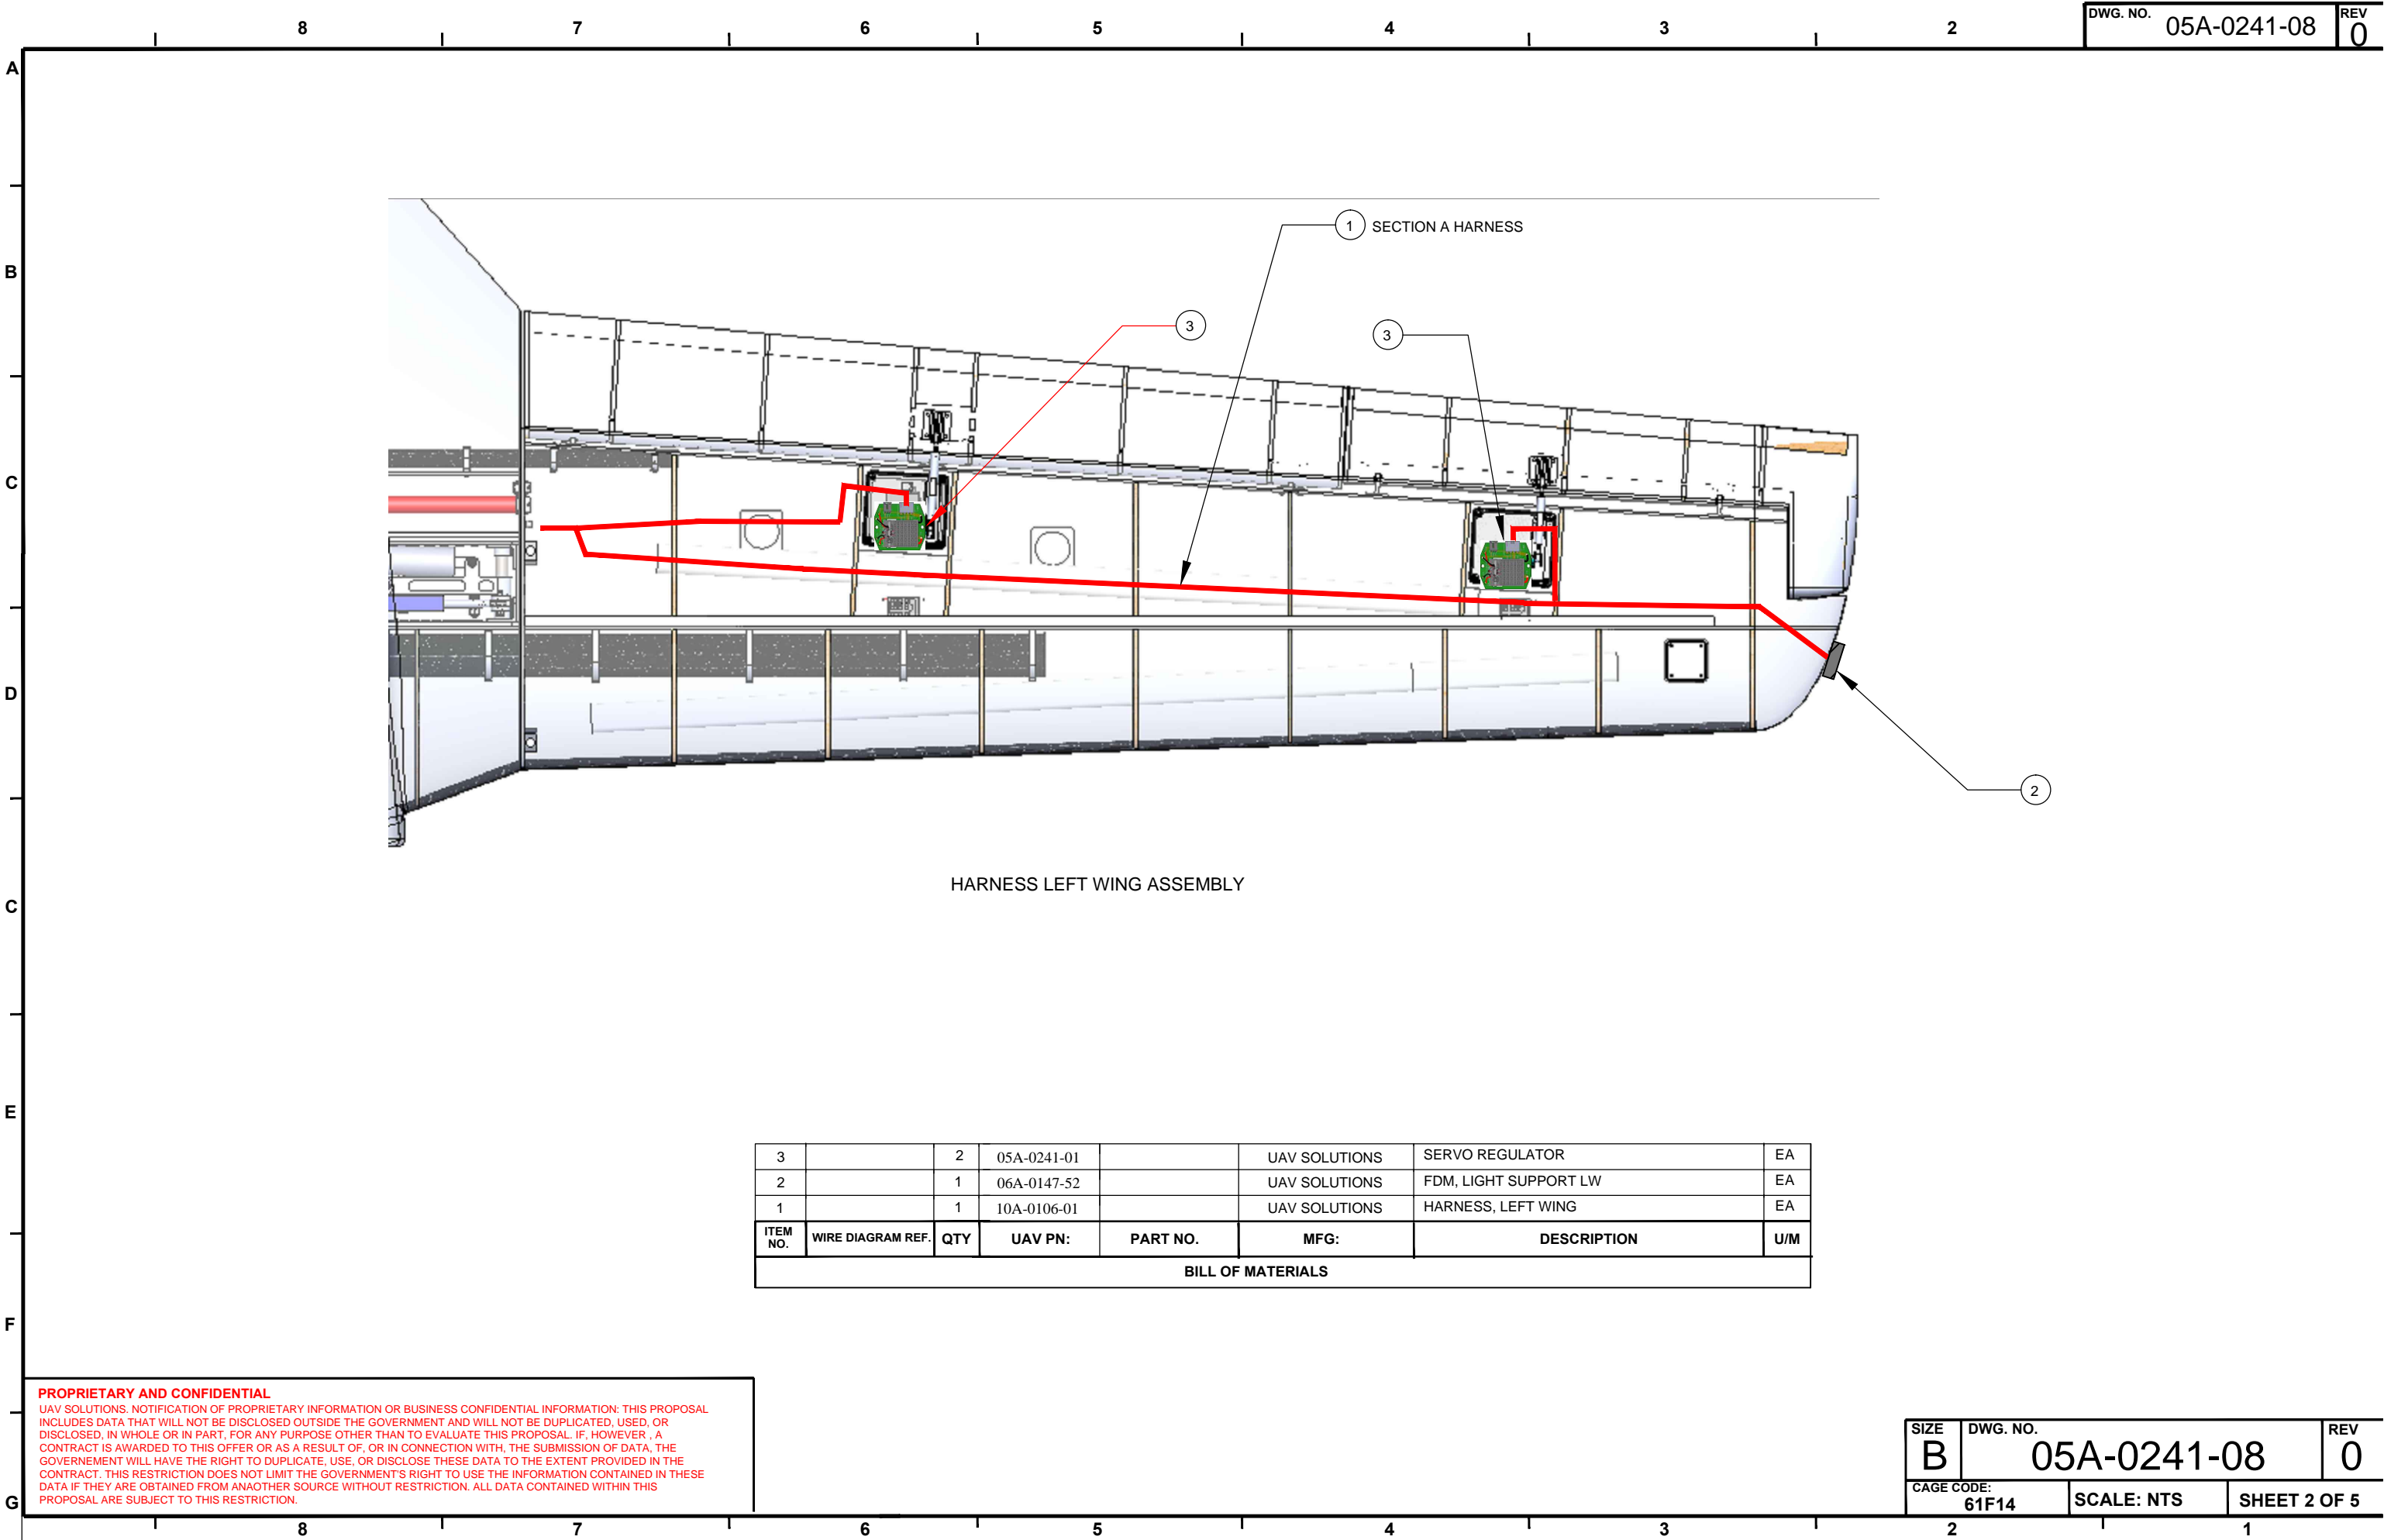 8 7 6 5 4 3 2
DWG. NO. 05A-0241-08 REV 0
A
B
C
D
C
E
F
G
1 SECTION A HARNESS
3
3
2
HARNESS LEFT WING ASSEMBLY
3 2 05A-0241-01 UAV SOLUTIONS SERVO REGULATOR EA
2 1 06A-0147-52 UAV SOLUTIONS FDM, LIGHT SUPPORT LW EA
1 1 10A-0106-01 UAV SOLUTIONS HARNESS, LEFT WING EA
ITEM NO. WIRE DIAGRAM REF. QTY UAV PN: PART NO. MFG: DESCRIPTION U/M
BILL OF MATERIALS
PROPRIETARY AND CONFIDENTIAL
UAV SOLUTIONS. NOTIFICATION OF PROPRIETARY INFORMATION OR BUSINESS CONFIDENTIAL INFORMATION: THIS PROPOSAL
INCLUDES DATA THAT WILL NOT BE DISCLOSED OUTSIDE THE GOVERNMENT AND WILL NOT BE DUPLICATED, USED, OR
DISCLOSED, IN WHOLE OR IN PART, FOR ANY PURPOSE OTHER THAN TO EVALUATE THIS PROPOSAL. IF, HOWEVER , A
CONTRACT IS AWARDED TO THIS OFFER OR AS A RESULT OF, OR IN CONNECTION WITH, THE SUBMISSION OF DATA, THE
GOVERNEMENT WILL HAVE THE RIGHT TO DUPLICATE, USE, OR DISCLOSE THESE DATA TO THE EXTENT PROVIDED IN THE
CONTRACT. THIS RESTRICTION DOES NOT LIMIT THE GOVERNMENT'S RIGHT TO USE THE INFORMATION CONTAINED IN THESE
DATA IF THEY ARE OBTAINED FROM ANAOTHER SOURCE WITHOUT RESTRICTION. ALL DATA CONTAINED WITHIN THIS
PROPOSAL ARE SUBJECT TO THIS RESTRICTION.
SIZE B DWG. NO. 05A-0241-08 REV 0
CAGE CODE: 61F14 SCALE: NTS SHEET 2 OF 5
8 7 6 5 4 3 2 1